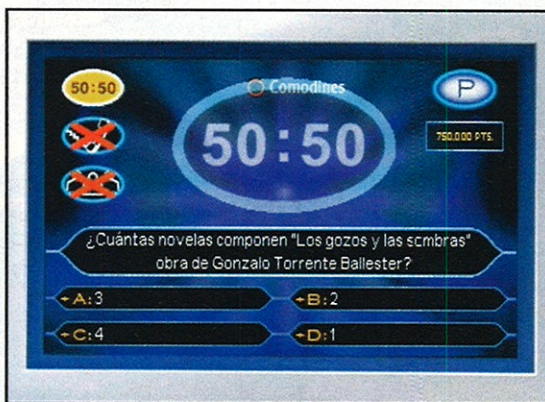 50:50
Comodines
P
50:50
750.000 PTS.
¿Cuántas novelas componen "Los gozos y las sombras"
obra de Gonzalo Torrente Ballester?
A:3
B:2
C:4
D:1